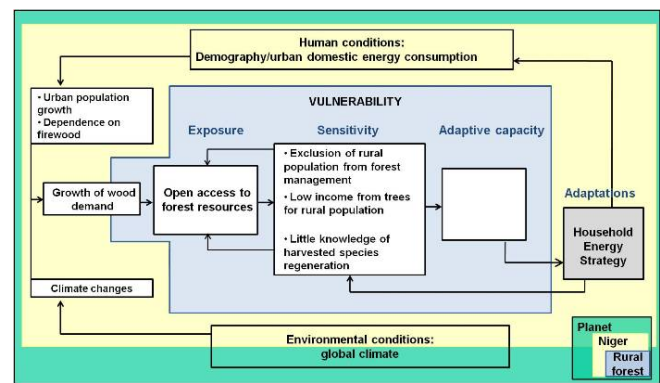 Human conditions:
Demography/urban domestic energy consumption
• Urban population
growth
• Dependence on
firewood
VULNERABILITY
Exposure
Sensitivity
Adaptive capacity
Growth of wood
demand
Open access to
forest resources
• Exclusion of rural
population from forest
management
• Low income from trees
for rural population
• Little knowledge of
harvested species
regeneration
Adaptations
Household
Energy
Strategy
Climate changes
Environmental conditions:
global climate
Planet
Niger
Rural
forest